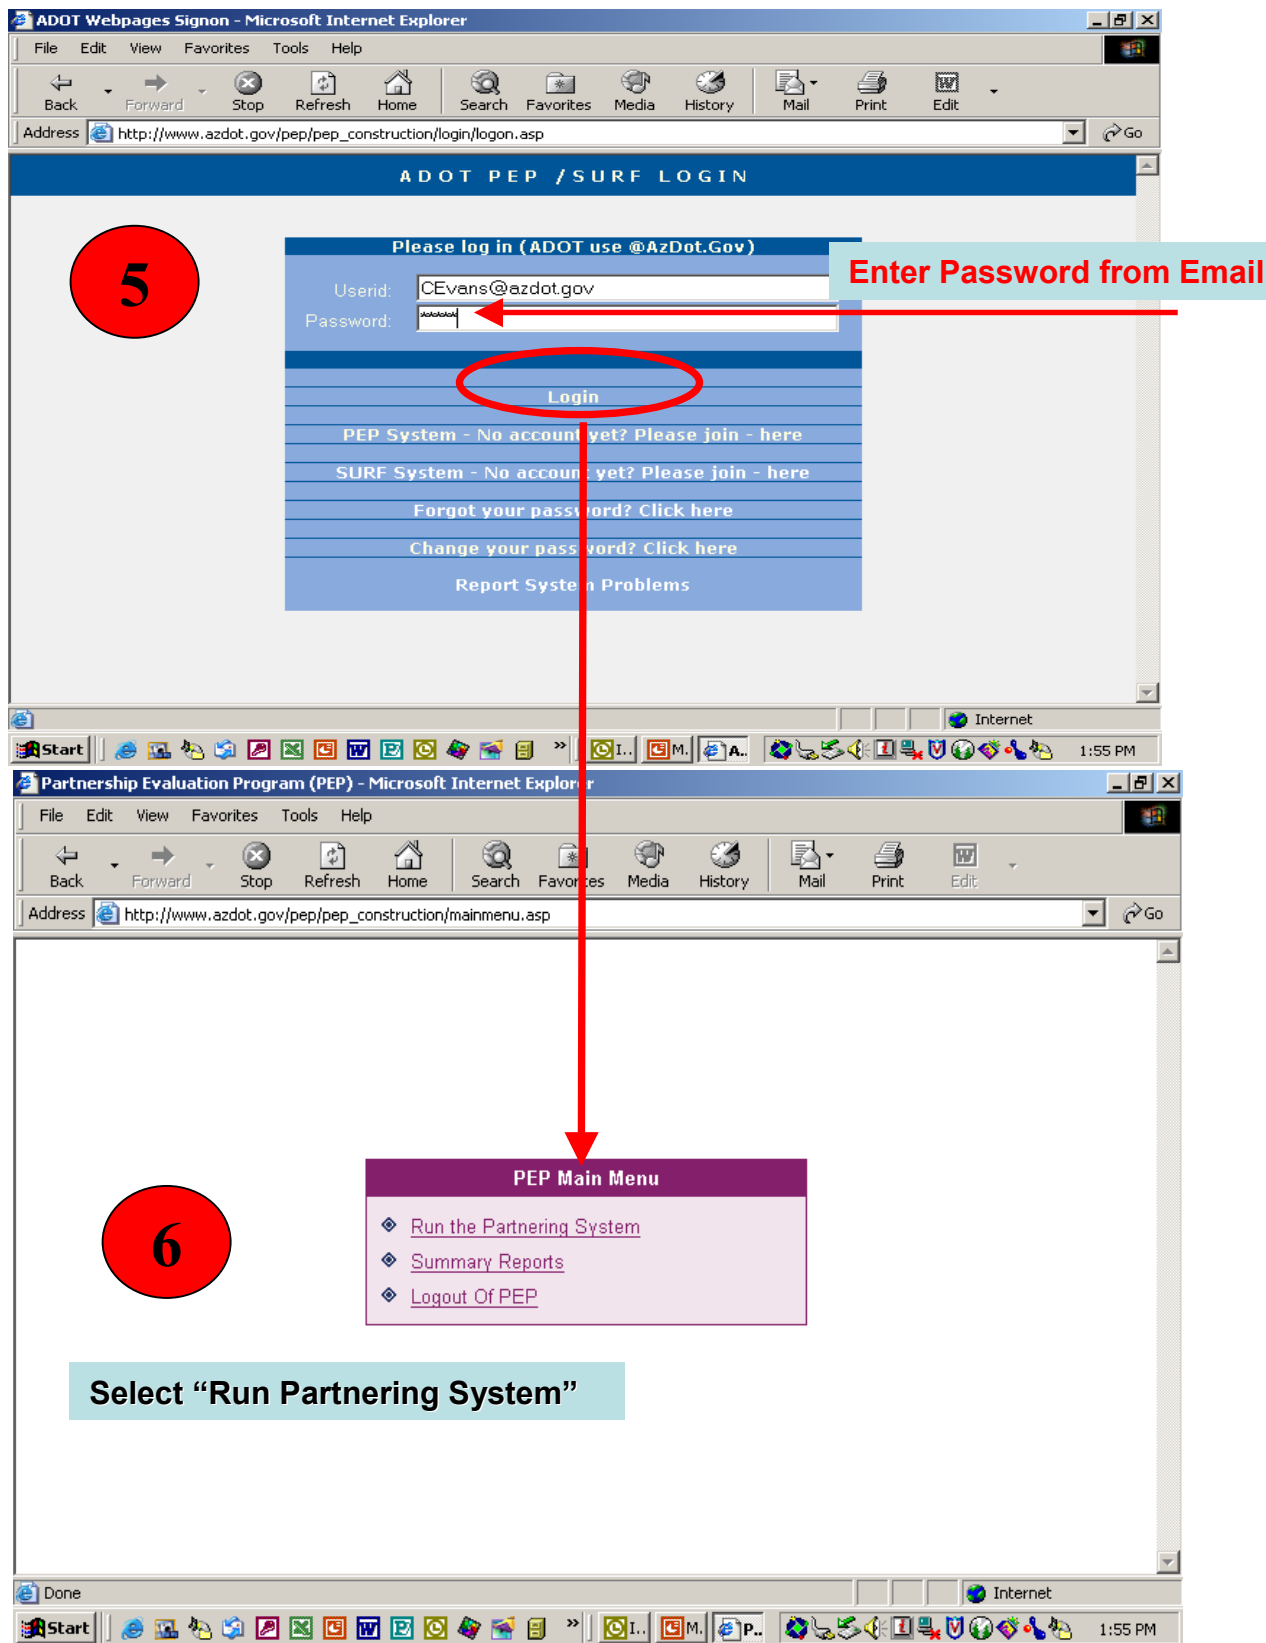 ADOT Webpages Signon - Microsoft Internet Explorer
File Edit View Favorites Tools Help
Back Forward Stop Refresh Home Search Favorites Media History Mail Print Edit
Address http://www.azdot.gov/pep/pep_construction/login/logon.asp Go
ADOT PEP /SURF LOGIN
5
Please log in (ADOT use @AzDot.Gov)
Enter Password from Email
Userid: CEvans@azdot.gov
Password: *****
Login
PEP System - No account yet? Please join - here
SURF System - No account yet? Please join - here
Forgot your password? Click here
Change your password? Click here
Report System Problems
Internet
Start » I.. M. A.. 1:55 PM
Partnership Evaluation Program (PEP) - Microsoft Internet Explorer
File Edit View Favorites Tools Help
Back Forward Stop Refresh Home Search Favorites Media History Mail Print Edit
Address http://www.azdot.gov/pep/pep_construction/mainmenu.asp Go
PEP Main Menu
6
Run the Partnering System
Summary Reports
Logout Of PEP
Select “Run Partnering System”
Done Internet
Start » I.. M. P.. 1:55 PM